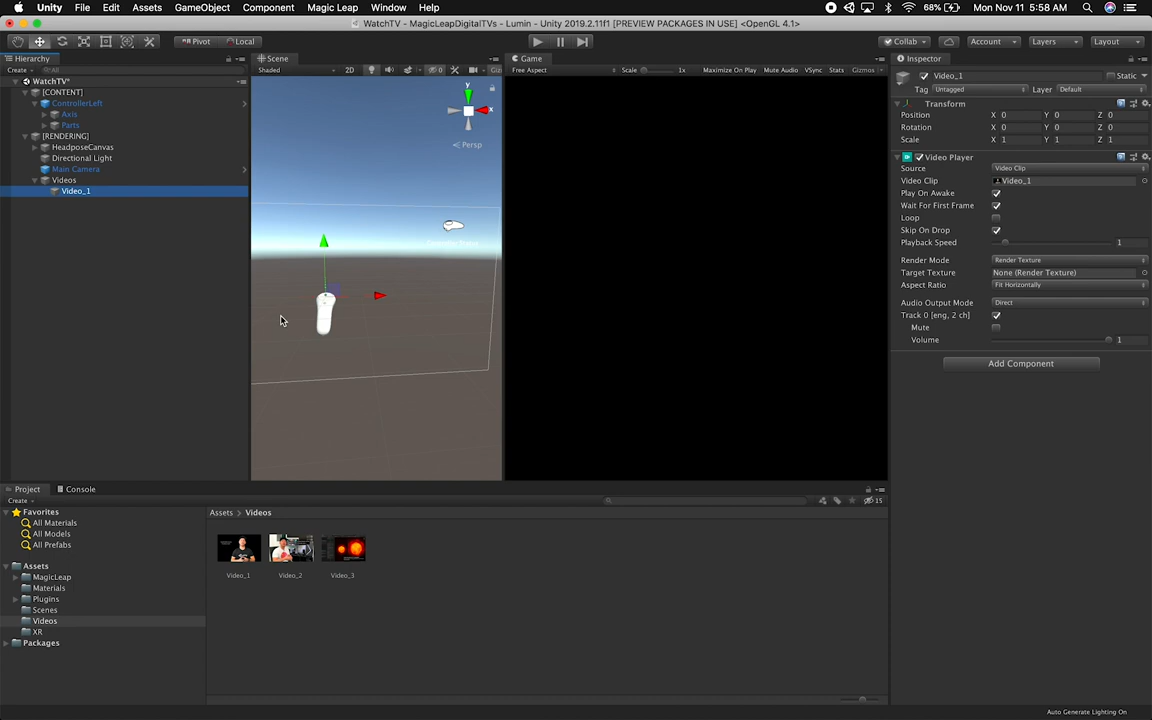 Unity File Edit Assets GameObject Component Magic Leap Window Help 68% Mon Nov 11 5:58 AM
WatchTV - MagicLeapDigitalTVs - Lumin - Unity 2019.2.11f1 [PREVIEW PACKAGES IN USE] <OpenGL 4.1>
Pivot Local Collab Account Layers Layout
Hierarchy Scene Game Inspector
Create All Shaded 2D 0 Giz Free Aspect Scale 1x Maximize On Play Mute Audio VSync Stats Gizmos
Video_1 Static
Tag Untagged Layer Default
WatchTV*
[CONTENT]
ControllerLeft
Axis
Parts
[RENDERING]
HeadposeCanvas
Directional Light
Main Camera
Videos
Video_1
y
x
Persp
Transform
Position X 0 Y 0 Z 0
Rotation X 0 Y 0 Z 0
Scale X 1 Y 1 Z 1
Video Player
Source Video Clip
Video Clip Video_1
Play On Awake
Wait For First Frame
Loop
Skip On Drop
Playback Speed 1
Render Mode Render Texture
Target Texture None (Render Texture)
Aspect Ratio Fit Horizontally
Audio Output Mode Direct
Track 0 [eng, 2 ch]
Mute
Volume 1
Add Component
Project Console
Create 15
Favorites
All Materials
All Models
All Prefabs
Assets
MagicLeap
Materials
Plugins
Scenes
Videos
XR
Packages
Assets > Videos
Video_1 Video_2 Video_3
Auto Generate Lighting On